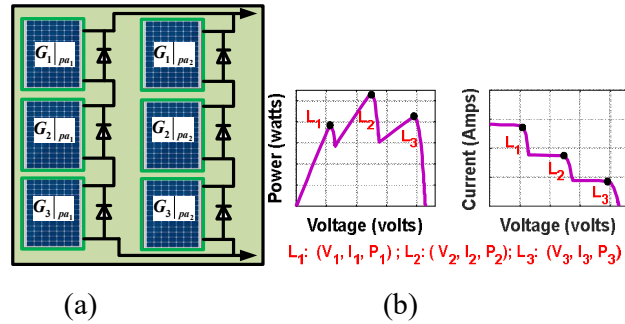 G₁|pa₁ G₁|pa₂
G₂|pa₁ G₂|pa₂
G₃|pa₁ G₃|pa₂
(a)
Power (watts)
L₁
L₂
L₃
Voltage (volts)
Current (Amps)
L₁
L₂
L₃
Voltage (volts)
L₁: (V₁, I₁, P₁) ; L₂: (V₂, I₂, P₂); L₃: (V₃, I₃, P₃)
(b)